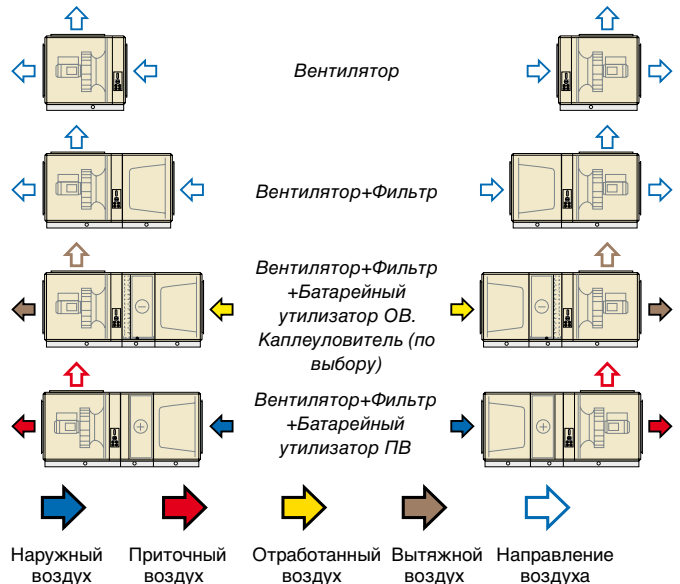 Вентилятор
Вентилятор+Фильтр
Вентилятор+Фильтр
+Батарейный
утилизатор ОВ.
Каплеуловитель (по
выбору)
Вентилятор+Фильтр
+Батарейный
утилизатор ПВ
Наружный
воздух
Приточный
воздух
Отработанный
воздух
Вытяжной
воздух
Направление
воздуха